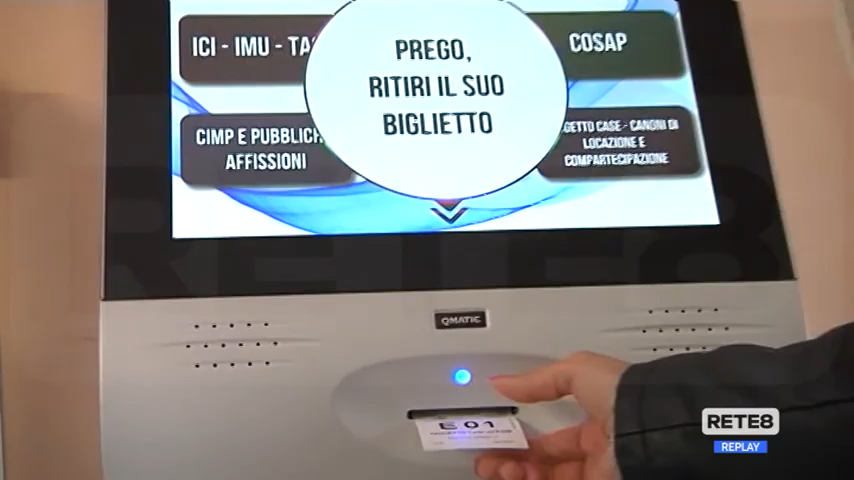 ICI - IMU - TA
COSAP
PREGO,
RITIRI IL SUO
BIGLIETTO
CIMP E PUBBLICH
AFFISSIONI
GETTO CASE - CANONI DI
LOCAZIONE E
COMPARTECIPAZIONE
QMATIC
E 01
RETE8
REPLAY